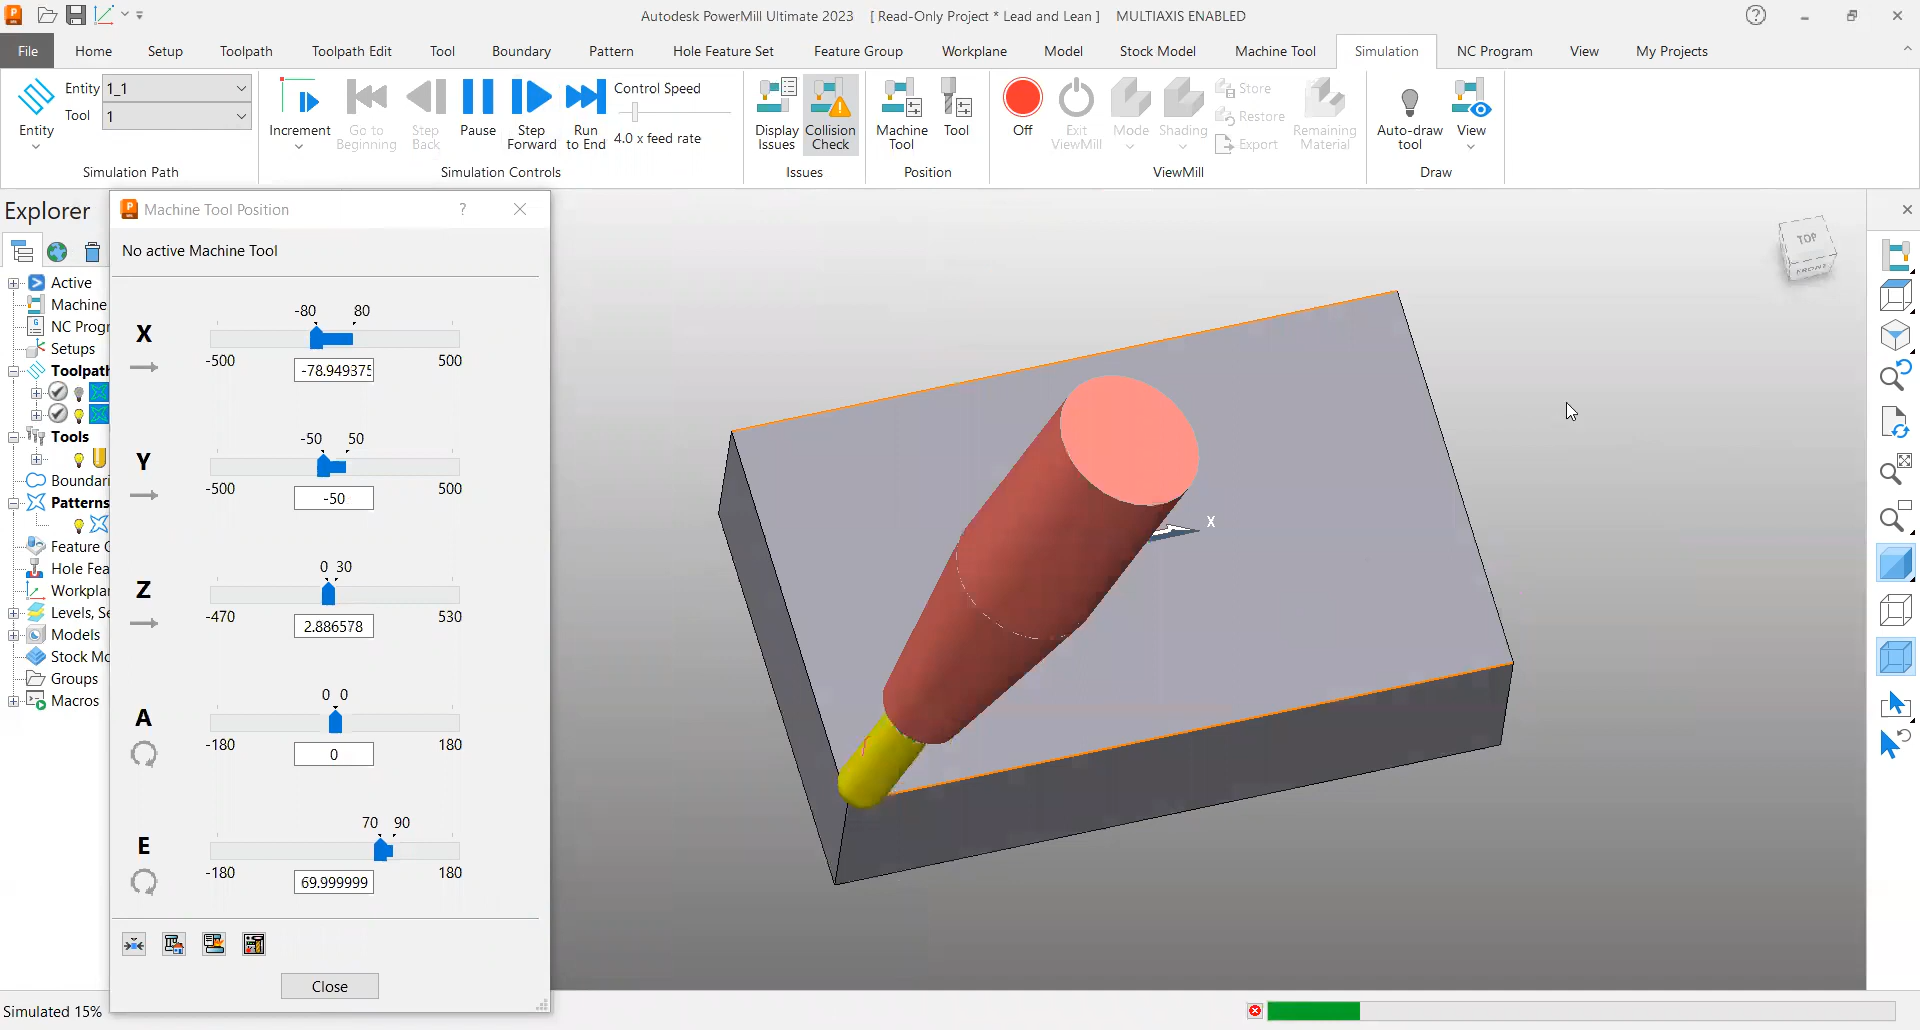 Autodesk PowerMill Ultimate 2023 [ Read-Only Project * Lead and Lean ] MULTIAXIS ENABLED
File Home Setup Toolpath Toolpath Edit Tool Boundary Pattern Hole Feature Set Feature Group Workplane Model Stock Model Machine Tool Simulation NC Program View My Projects
Entity 1_1
Tool 1
Entity
Simulation Path
Increment
Go to Beginning
Step Back
Pause
Step Forward
Run to End
Control Speed
4.0 x feed rate
Simulation Controls
Display Issues
Collision Check
Issues
Machine Tool
Tool
Position
Off
Exit ViewMill
Mode
Shading
Store
Restore
Export
Remaining Material
ViewMill
Auto-draw tool
View
Draw
Explorer
Active
Machine
NC Progr
Setups
Toolpath
Tools
Boundari
Patterns
Feature G
Hole Fea
Workplan
Levels, Se
Models
Stock Mo
Groups
Macros
Machine Tool Position ?
No active Machine Tool
-80 80
X
-500 500
-78.949375
-50 50
Y
-500 500
-50
0 30
Z
-470 530
2.886578
0 0
A
-180 180
0
70 90
E
-180 180
69.999999
Close
X
TOP
FRONT
Simulated 15%